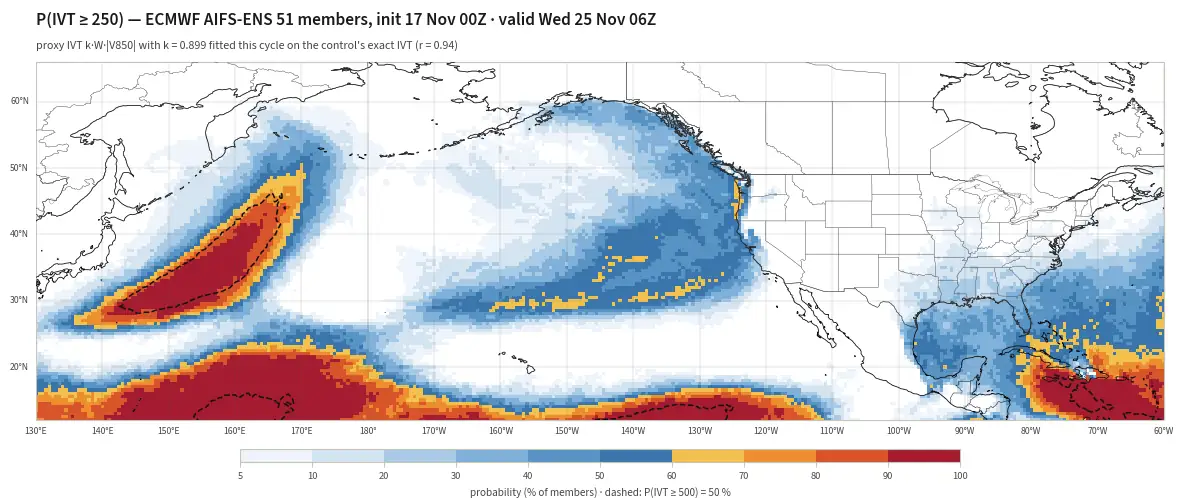 P(IVT ≥ 250) — ECMWF AIFS-ENS 51 members, init 17 Nov 00Z · valid Wed 25 Nov 06Z
proxy IVT k·W·|V850| with k = 0.899 fitted this cycle on the control's exact IVT (r = 0.94)
60°N
50°N
40°N
30°N
20°N
130°E 140°E 150°E 160°E 170°E 180° 170°W 160°W 150°W 140°W 130°W 120°W 110°W 100°W 90°W 80°W 70°W 60°W
5 10 20 30 40 50 60 70 80 90 100
probability (% of members) · dashed: P(IVT ≥ 500) = 50 %